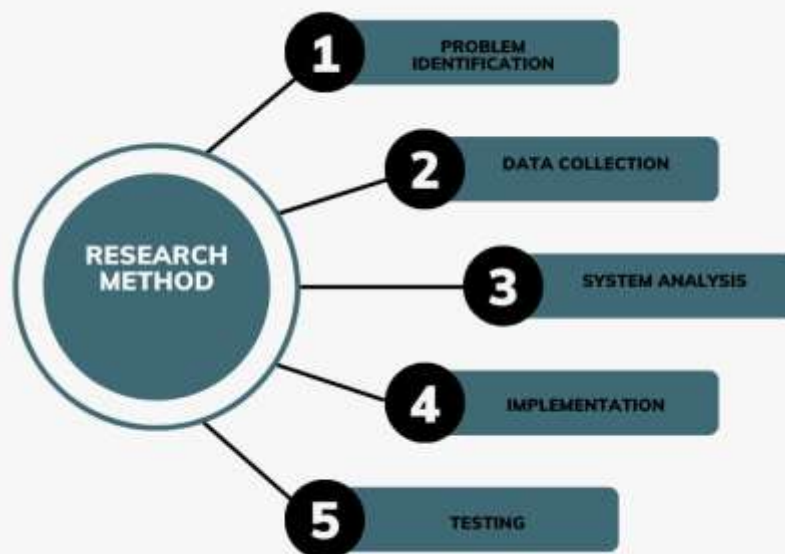 RESEARCH
METHOD
1
PROBLEM
IDENTIFICATION
2
DATA COLLECTION
3
SYSTEM ANALYSIS
4
IMPLEMENTATION
5
TESTING